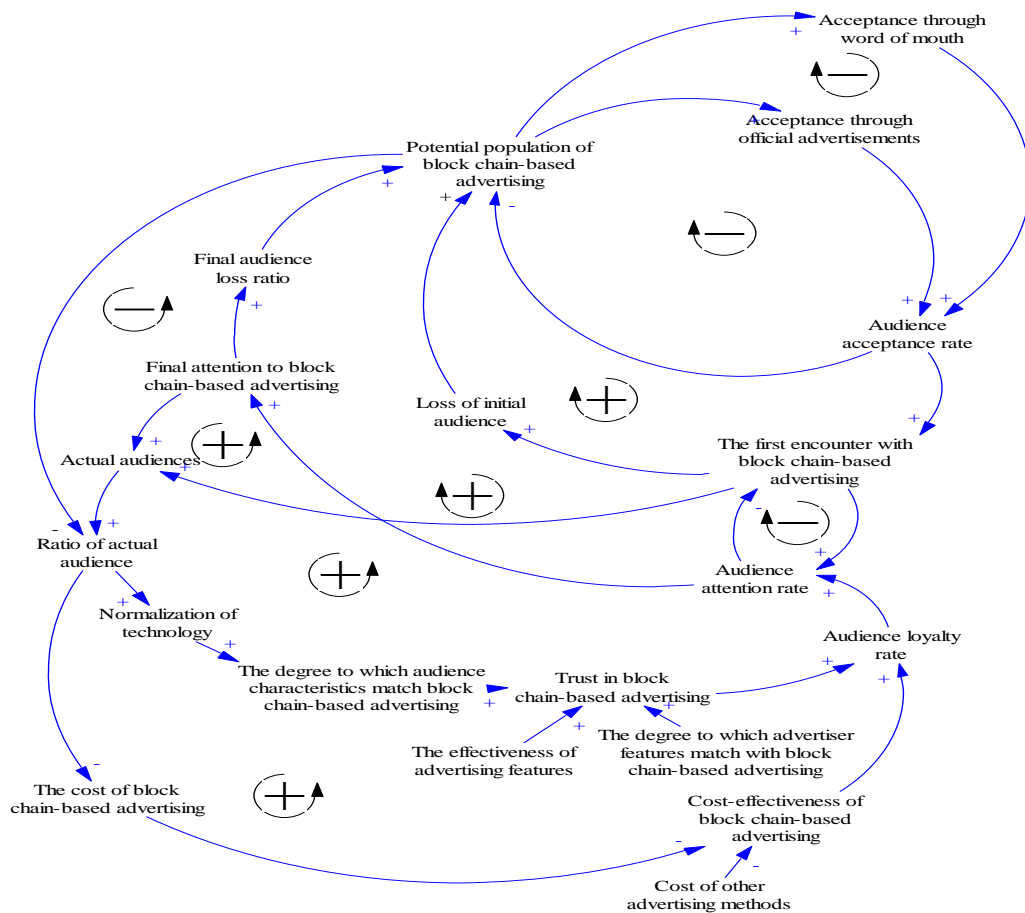 Acceptance through
word of mouth
Acceptance through
official advertisements
Potential population of
block chain-based
advertising
Final audience
loss ratio
Audience
acceptance rate
Final attention to block
chain-based advertising
Loss of initial
audience
The first encounter with
block chain-based
advertising
Actual audiences
Ratio of actual
audience
Audience
attention rate
Normalization of
technology
Audience loyalty
rate
The degree to which audience
characteristics match block
chain-based advertising
Trust in block
chain-based advertising
The effectiveness of
advertising features
The degree to which advertiser
features match with block
chain-based advertising
The cost of block
chain-based advertising
Cost-effectiveness of
block chain-based
advertising
Cost of other
advertising methods